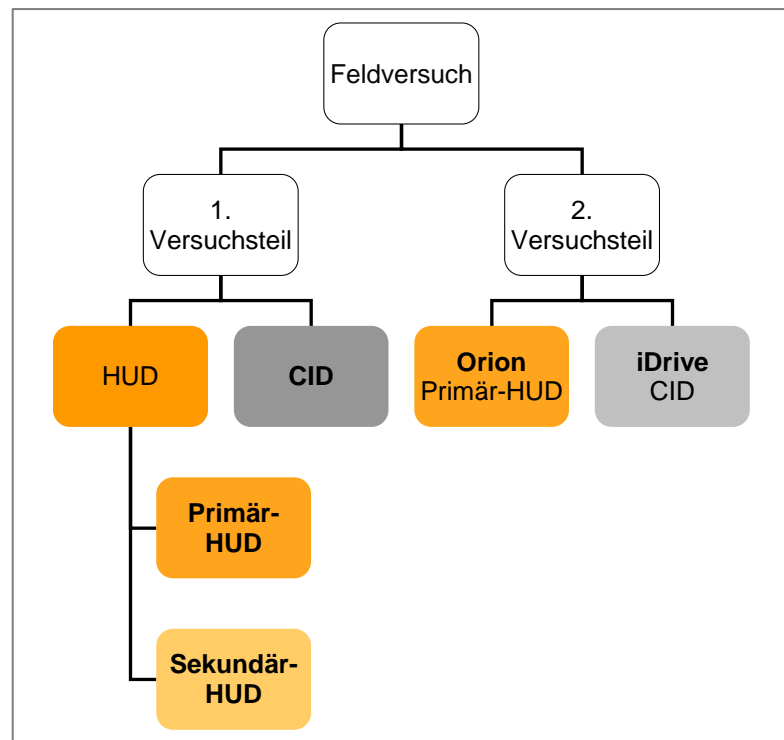 Feldversuch
1.
Versuchsteil
2.
Versuchsteil
HUD
CID
Orion
Primär-HUD
iDrive
CID
Primär-
HUD
Sekundär-
HUD